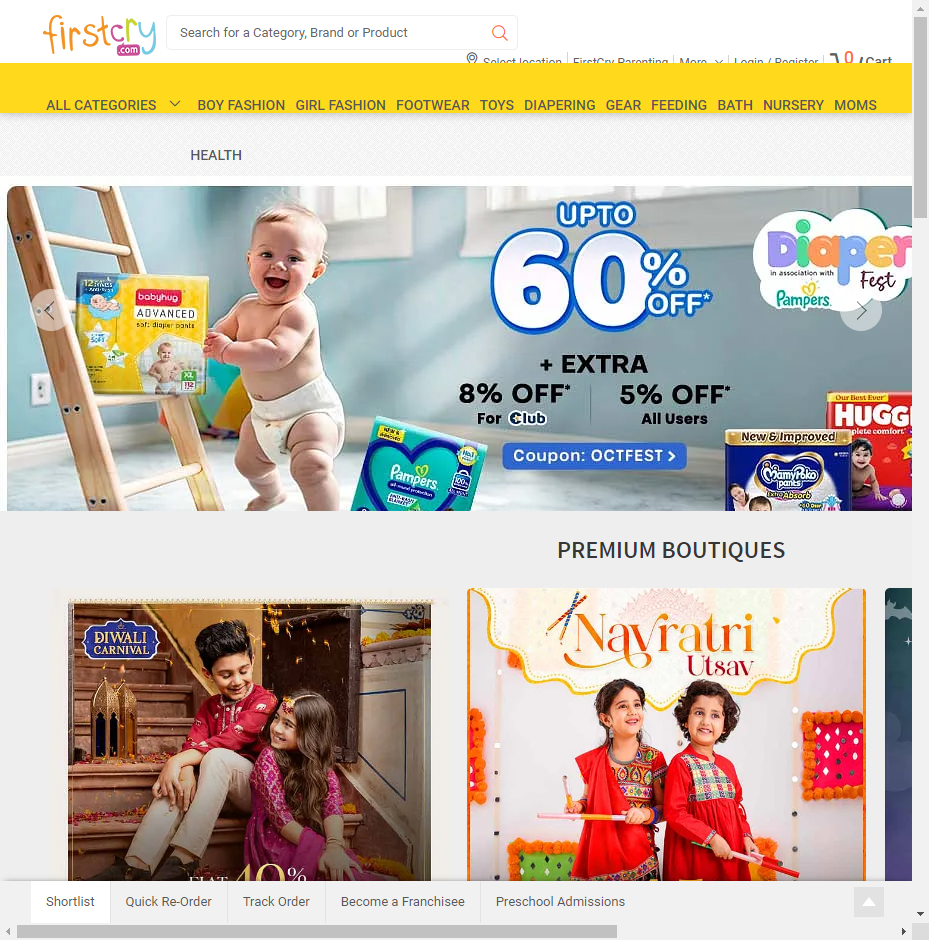 firstcry
.com
Search for a Category, Brand or Product
Select location
FirstCry Parenting
More
Login / Register
0
Cart
ALL CATEGORIES
BOY FASHION
GIRL FASHION
FOOTWEAR
TOYS
DIAPERING
GEAR
FEEDING
BATH
NURSERY
MOMS
HEALTH
UPTO
60% OFF*
+ EXTRA
8% OFF*
For Club
5% OFF*
All Users
Coupon: OCTFEST >
Diaper
Fest
in association with
Pampers
babyhug
ADVANCED
soft diaper pants
XL
112
Pampers
New & Improved
MamyPoko
pants
Extra Absorb
Our Best Ever*
HUGG
plete comfort*
PREMIUM BOUTIQUES
DIWALI
CARNIVAL
FLAT 40%
Navratri
Utsav
Shortlist
Quick Re-Order
Track Order
Become a Franchisee
Preschool Admissions